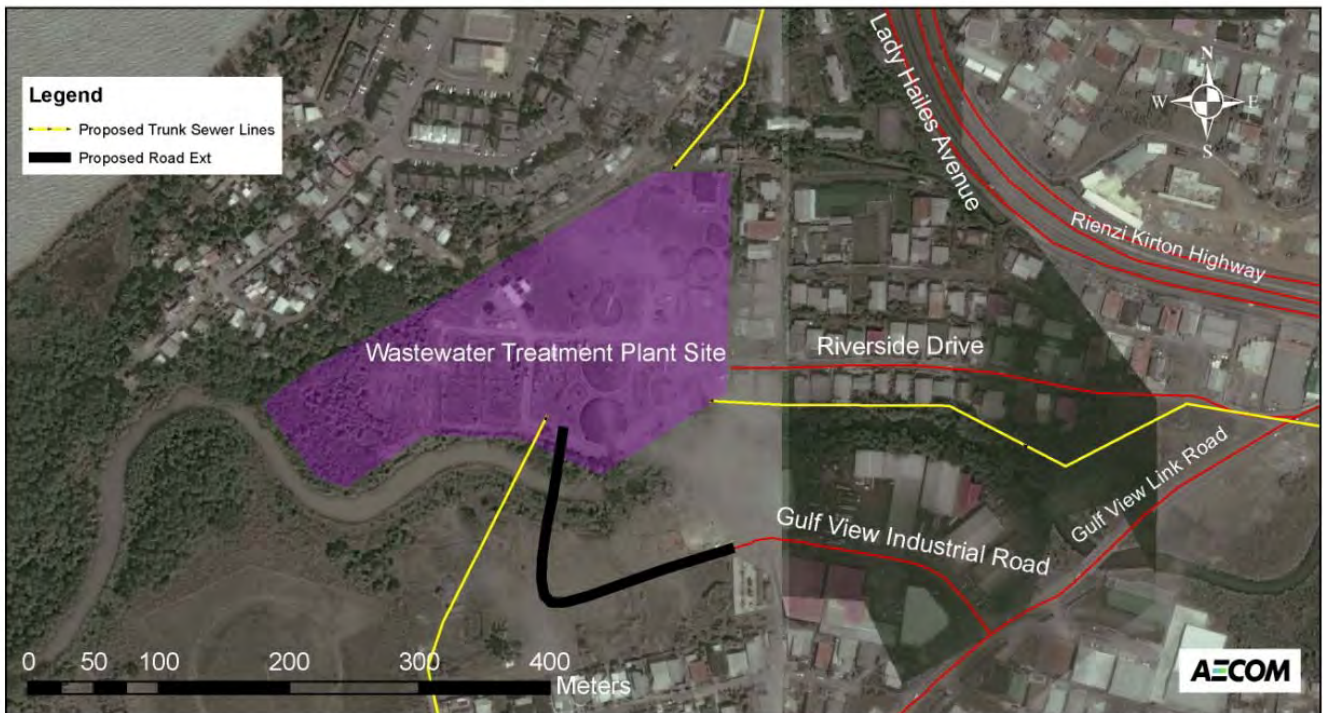 Legend
Proposed Trunk Sewer Lines
Proposed Road Ext
Lady Hailes Avenue
N
W E
S
Rienzi Kirton Highway
Wastewater Treatment Plant Site
Riverside Drive
Gulf View Link Road
Gulf View Industrial Road
0 50 100 200 300 400
Meters
AECOM